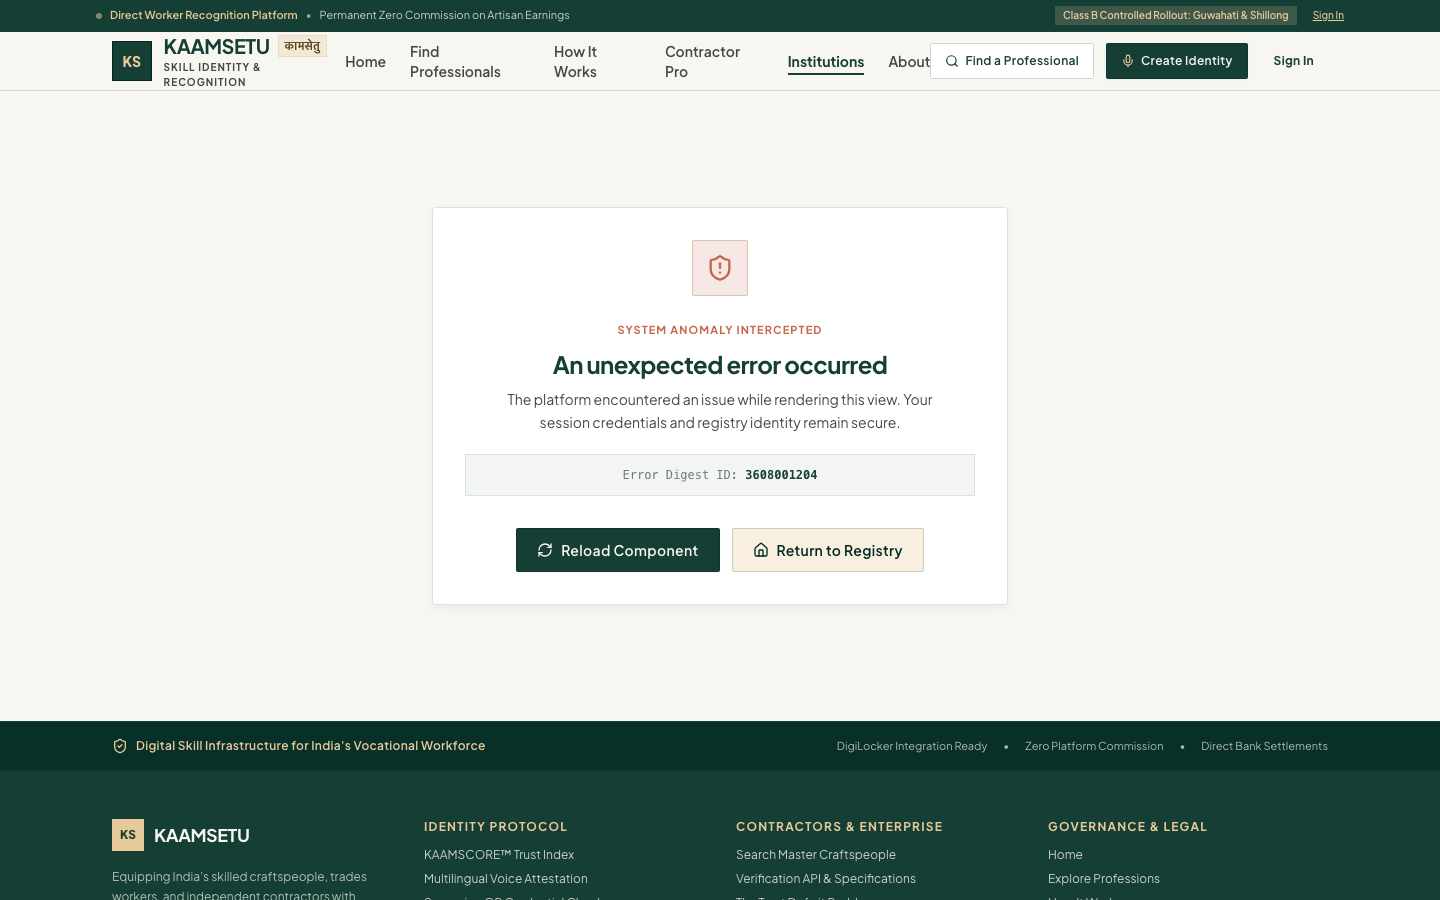 Direct Worker Recognition Platform • Permanent Zero Commission on Artisan Earnings
Class B Controlled Rollout: Guwahati & Shillong
Sign In
KS
KAAMSETU
कामसेतु
SKILL IDENTITY &
RECOGNITION
Home
Find
Professionals
How It
Works
Contractor
Pro
Institutions
About
Find a Professional
Create Identity
Sign In
SYSTEM ANOMALY INTERCEPTED
An unexpected error occurred
The platform encountered an issue while rendering this view. Your
session credentials and registry identity remain secure.
Error Digest ID: 3608001204
Reload Component
Return to Registry
Digital Skill Infrastructure for India's Vocational Workforce
DigiLocker Integration Ready • Zero Platform Commission • Direct Bank Settlements
KS
KAAMSETU
Equipping India's skilled craftspeople, trades
workers, and independent contractors with
IDENTITY PROTOCOL
KAAMSCORE™ Trust Index
Multilingual Voice Attestation
CONTRACTORS & ENTERPRISE
Search Master Craftspeople
Verification API & Specifications
GOVERNANCE & LEGAL
Home
Explore Professions